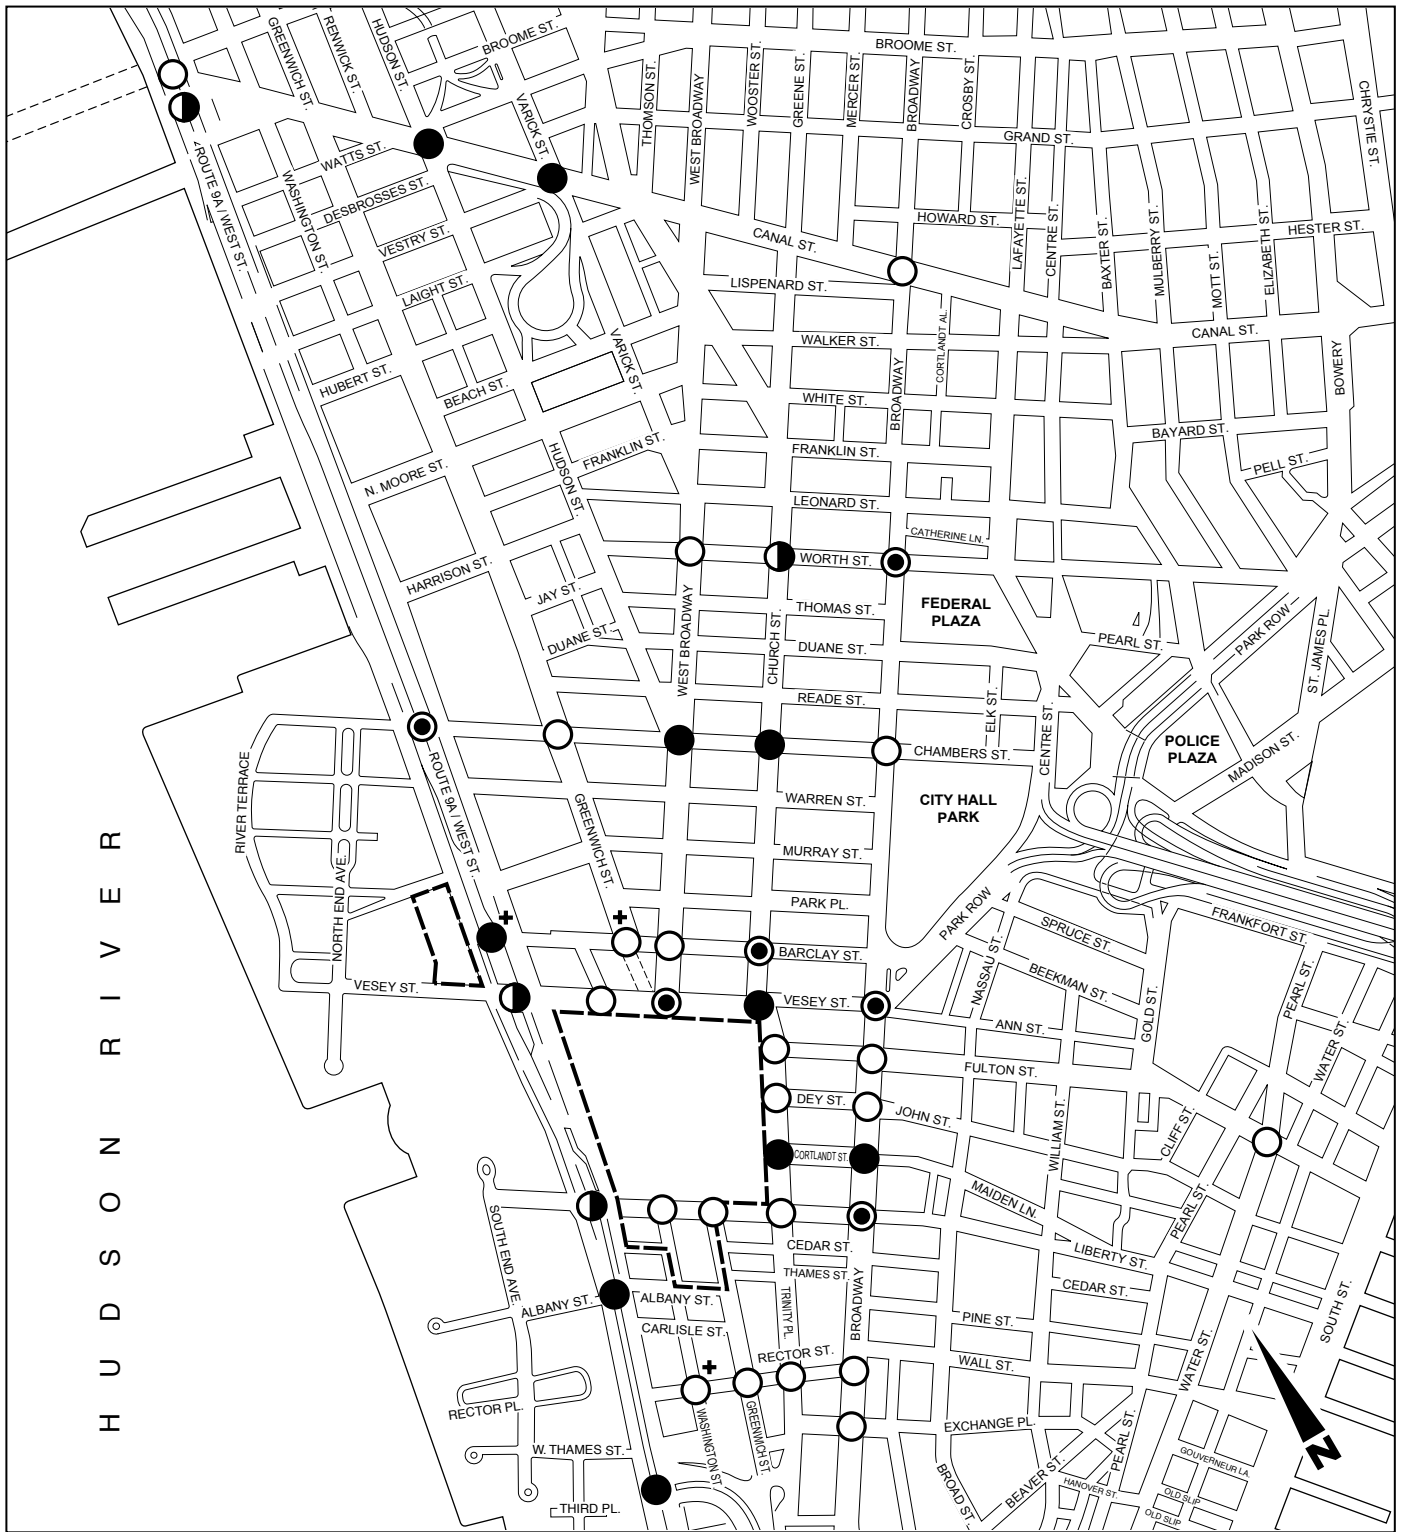 GREENWICH ST.
RENWICK ST.
HUDSON ST.
BROOME ST.
BROOME ST.
THOMSON ST.
WEST BROADWAY
WOOSTER ST.
GREENE ST.
MERCER ST.
BROADWAY
CROSBY ST.
CHRYSTIE ST.
VARICK ST.
GRAND ST.
ROUTE 9A / WEST ST.
WATTS ST.
WASHINGTON ST.
DESBROSSES ST.
VESTRY ST.
LAIGHT ST.
CANAL ST.
HOWARD ST.
LAFAYETTE ST.
CENTRE ST.
BAXTER ST.
MULBERRY ST.
MOTT ST.
ELIZABETH ST.
HESTER ST.
LISPENARD ST.
CORTLANDT AL.
CANAL ST.
WALKER ST.
BOWERY
HUBERT ST.
BEACH ST.
VARICK ST.
WHITE ST.
BROADWAY
BAYARD ST.
N. MOORE ST.
HUDSON ST.
FRANKLIN ST.
FRANKLIN ST.
PELL ST.
LEONARD ST.
CATHERINE LN.
HARRISON ST.
WORTH ST.
JAY ST.
THOMAS ST.
FEDERAL
PLAZA
DUANE ST.
WEST BROADWAY
CHURCH ST.
DUANE ST.
PEARL ST.
PARK ROW
ST. JAMES PL.
READE ST.
ELK ST.
CENTRE ST.
CHAMBERS ST.
POLICE
PLAZA
MADISON ST.
RIVER TERRACE
ROUTE 9A / WEST ST.
GREENWICH ST.
WARREN ST.
CITY HALL
PARK
MURRAY ST.
NORTH END AVE.
PARK PL.
PARK ROW
SPRUCE ST.
FRANKFORT ST.
BARCLAY ST.
NASSAU ST.
BEEKMAN ST.
GOLD ST.
PEARL ST.
VESEY ST.
VESEY ST.
ANN ST.
WATER ST.
FULTON ST.
DEY ST.
JOHN ST.
WILLIAM ST.
CLIFF ST.
CORTLANDT ST.
MAIDEN LN.
PEARL ST.
SOUTH END AVE.
CEDAR ST.
LIBERTY ST.
THAMES ST.
CEDAR ST.
ALBANY ST.
ALBANY ST.
TRINITY PL.
BROADWAY
PINE ST.
SOUTH ST.
CARLISLE ST.
RECTOR ST.
WALL ST.
WATER ST.
RECTOR PL.
WASHINGTON ST
GREENWICH ST.
EXCHANGE PL.
PEARL ST.
W. THAMES ST.
BROAD ST.
BEAVER ST.
HANOVER ST.
GOUVERNEUR LA.
OLD SLIP
OLD SLIP
THIRD PL.
HUDSON RIVER
N